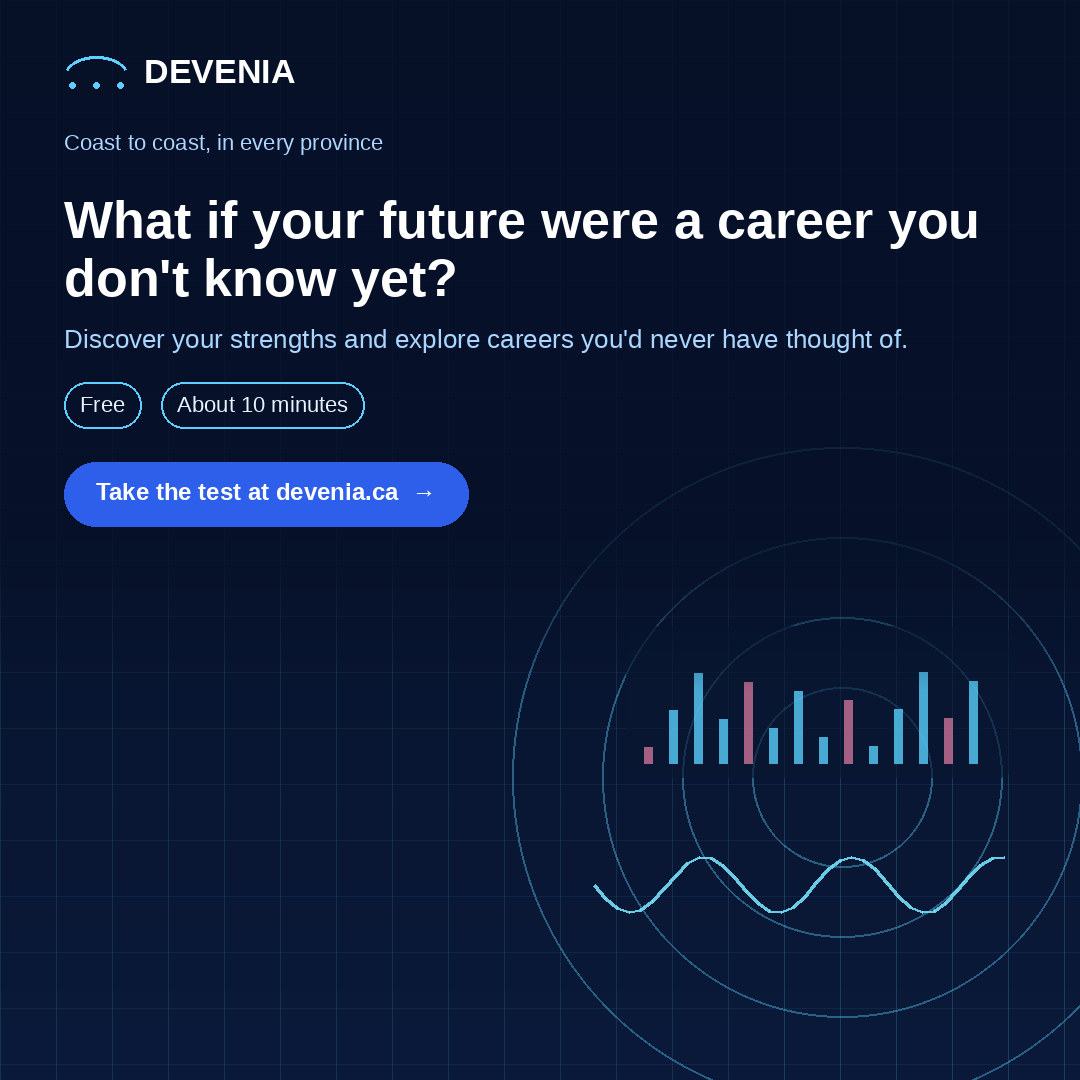 DEVENIA
Coast to coast, in every province
What if your future were a career you
don't know yet?
Discover your strengths and explore careers you'd never have thought of.
Free
About 10 minutes
Take the test at devenia.ca →